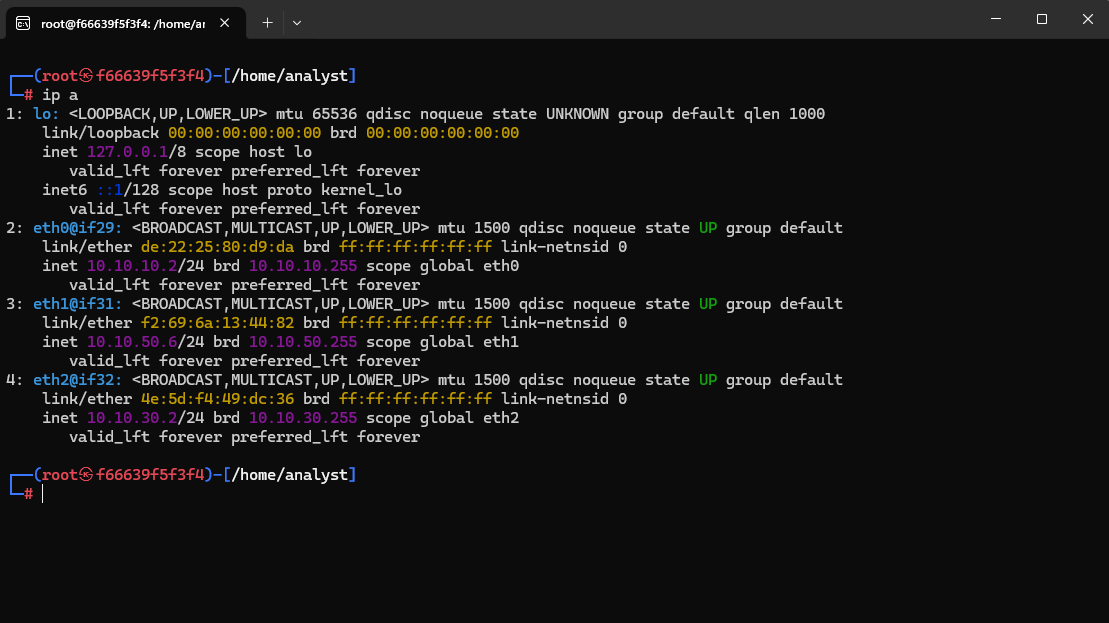 root@f66639f5f3f4: /home/ar
┌──(root㉿f66639f5f3f4)-[/home/analyst]
└─# ip a
1: lo: <LOOPBACK,UP,LOWER_UP> mtu 65536 qdisc noqueue state UNKNOWN group default qlen 1000
    link/loopback 00:00:00:00:00:00 brd 00:00:00:00:00:00
    inet 127.0.0.1/8 scope host lo
       valid_lft forever preferred_lft forever
    inet6 ::1/128 scope host proto kernel_lo
       valid_lft forever preferred_lft forever
2: eth0@if29: <BROADCAST,MULTICAST,UP,LOWER_UP> mtu 1500 qdisc noqueue state UP group default
    link/ether de:22:25:80:d9:da brd ff:ff:ff:ff:ff:ff link-netnsid 0
    inet 10.10.10.2/24 brd 10.10.10.255 scope global eth0
       valid_lft forever preferred_lft forever
3: eth1@if31: <BROADCAST,MULTICAST,UP,LOWER_UP> mtu 1500 qdisc noqueue state UP group default
    link/ether f2:69:6a:13:44:82 brd ff:ff:ff:ff:ff:ff link-netnsid 0
    inet 10.10.50.6/24 brd 10.10.50.255 scope global eth1
       valid_lft forever preferred_lft forever
4: eth2@if32: <BROADCAST,MULTICAST,UP,LOWER_UP> mtu 1500 qdisc noqueue state UP group default
    link/ether 4e:5d:f4:49:dc:36 brd ff:ff:ff:ff:ff:ff link-netnsid 0
    inet 10.10.30.2/24 brd 10.10.30.255 scope global eth2
       valid_lft forever preferred_lft forever
┌──(root㉿f66639f5f3f4)-[/home/analyst]
└─#